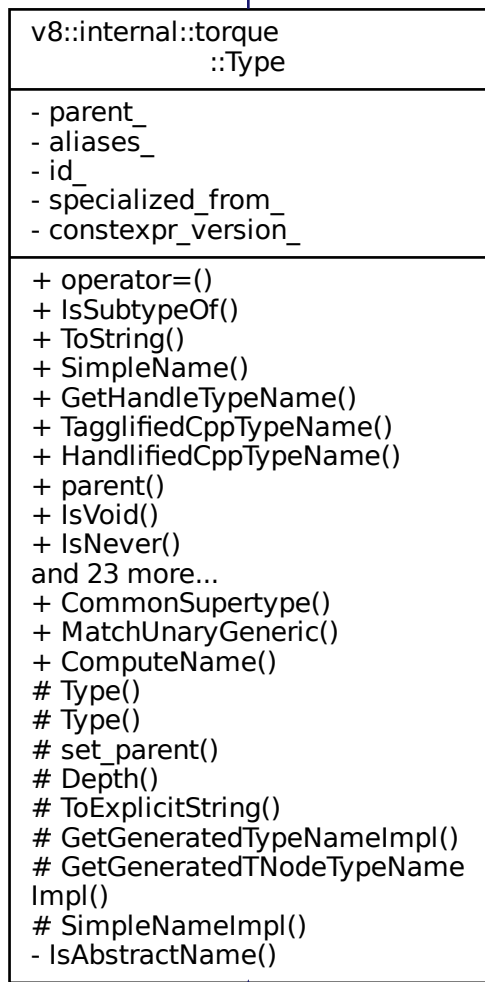 v8::internal::torque
::Type
- parent_
- aliases_
- id_
- specialized_from_
- constexpr_version_
+ operator=()
+ IsSubtypeOf()
+ ToString()
+ SimpleName()
+ GetHandleTypeName()
+ TagglifiedCppTypeName()
+ HandlifiedCppTypeName()
+ parent()
+ IsVoid()
+ IsNever()
and 23 more...
+ CommonSupertype()
+ MatchUnaryGeneric()
+ ComputeName()
# Type()
# Type()
# set_parent()
# Depth()
# ToExplicitString()
# GetGeneratedTypeNameImpl()
# GetGeneratedTNodeTypeName
Impl()
# SimpleNameImpl()
- IsAbstractName()